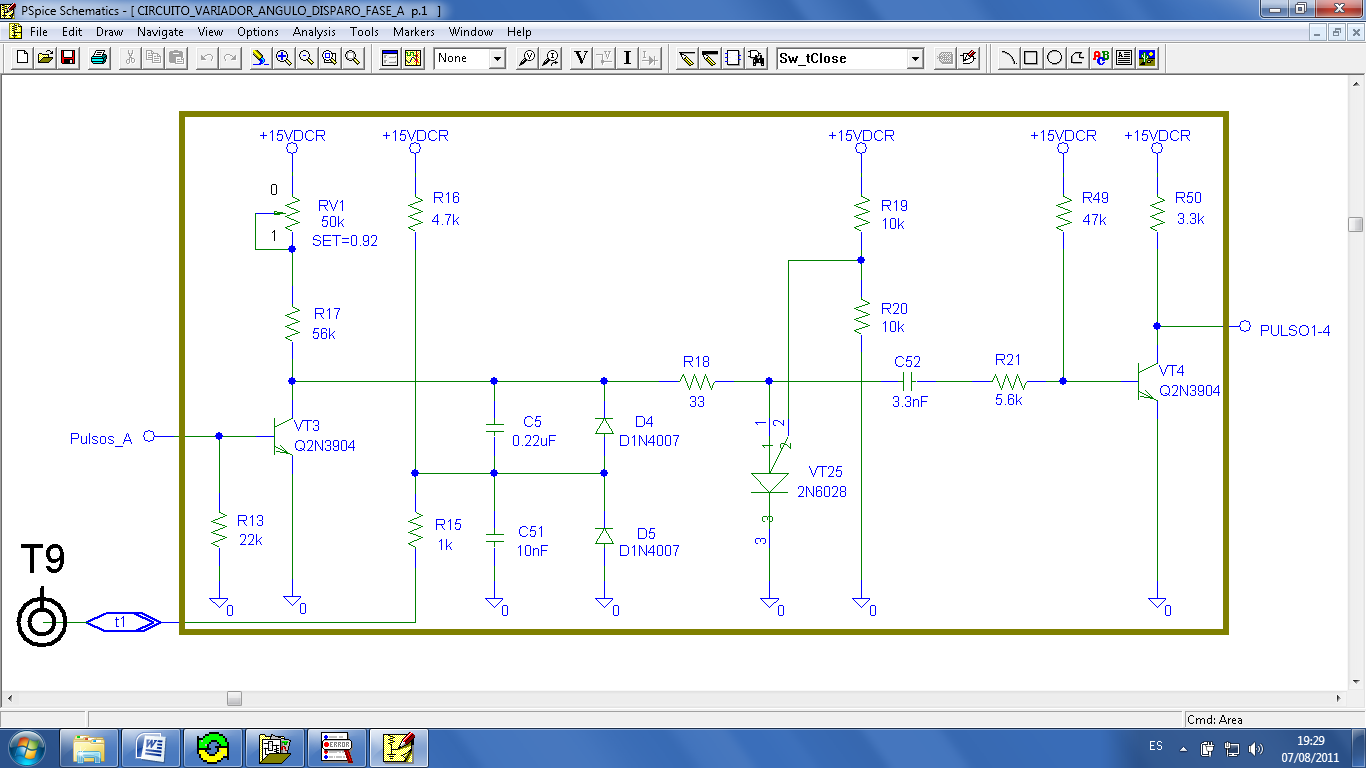 PSpice Schematics - [ CIRCUITO_VARIADOR_ANGULO_DISPARO_FASE_A p.1 ]
File Edit Draw Navigate View Options Analysis Tools Markers Window Help
None
V
I
Sw_tClose
+15VDCR
+15VDCR
+15VDCR
+15VDCR
+15VDCR
0
RV1
50k
1
SET=0.92
R16
4.7k
R19
10k
R49
47k
R50
3.3k
R17
56k
R20
10k
PULSO1-4
R18
33
C52
3.3nF
R21
5.6k
VT4
Q2N3904
Pulsos_A
VT3
Q2N3904
C5
0.22uF
D4
D1N4007
1
2
1
2
VT25
2N6028
3
3
R13
22k
R15
1k
C51
10nF
D5
D1N4007
T9
0
0
0
0
0
0
0
t1
Cmd: Area
ERROR
ES
19:29
07/08/2011